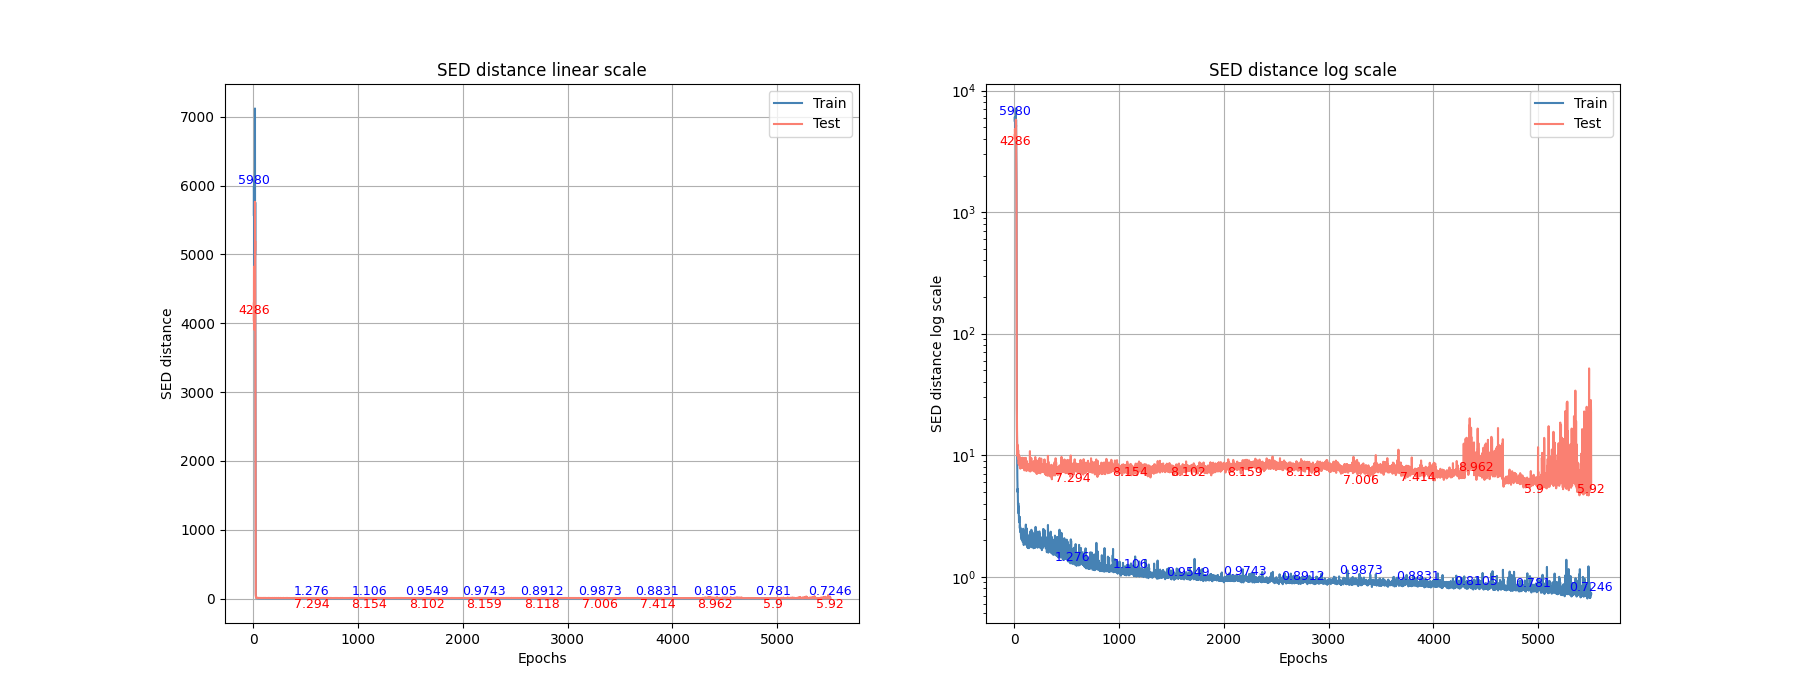 SED distance linear scale
SED distance
7000
6000
5000
4000
3000
2000
1000
0
Train
Test
5980
4286
1.276 1.106 0.9549 0.9743 0.8912 0.9873 0.8831 0.8105 0.781 0.7246
7.294 8.154 8.102 8.159 8.118 7.006 7.414 8.962 5.9 5.92
0 1000 2000 3000 4000 5000
Epochs
SED distance log scale
SED distance log scale
10^4
10^3
10^2
10^1
10^0
Train
Test
5980
4286
7.294 8.154 8.102 8.159 8.118 7.006 7.414 8.962 5.9 5.92
1.276 1.106 0.9549 0.9743 0.8912 0.9873 0.8831 0.8105 0.781 0.7246
0 1000 2000 3000 4000 5000
Epochs